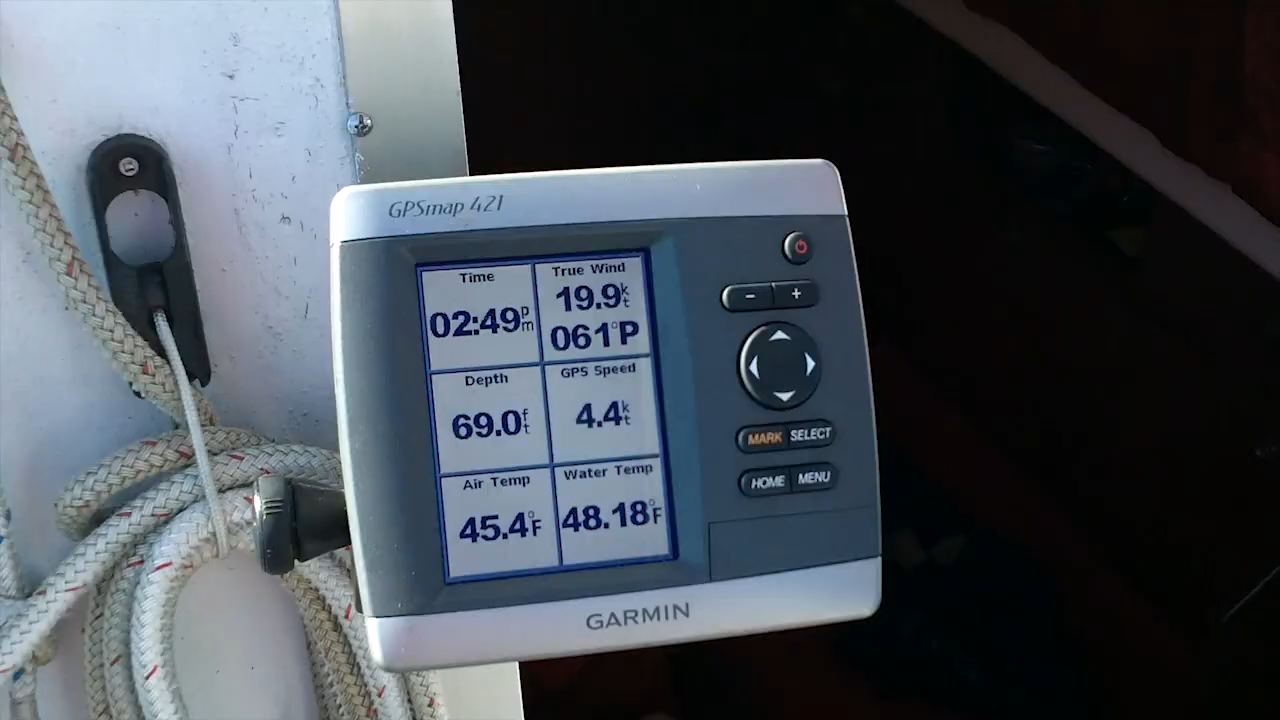 GPSmap 421
Time
02:49pm
True Wind
19.9kt
061°P
Depth
69.0ft
GPS Speed
4.4kt
Air Temp
45.4°F
Water Temp
48.18°F
- +
MARK SELECT
HOME MENU
GARMIN